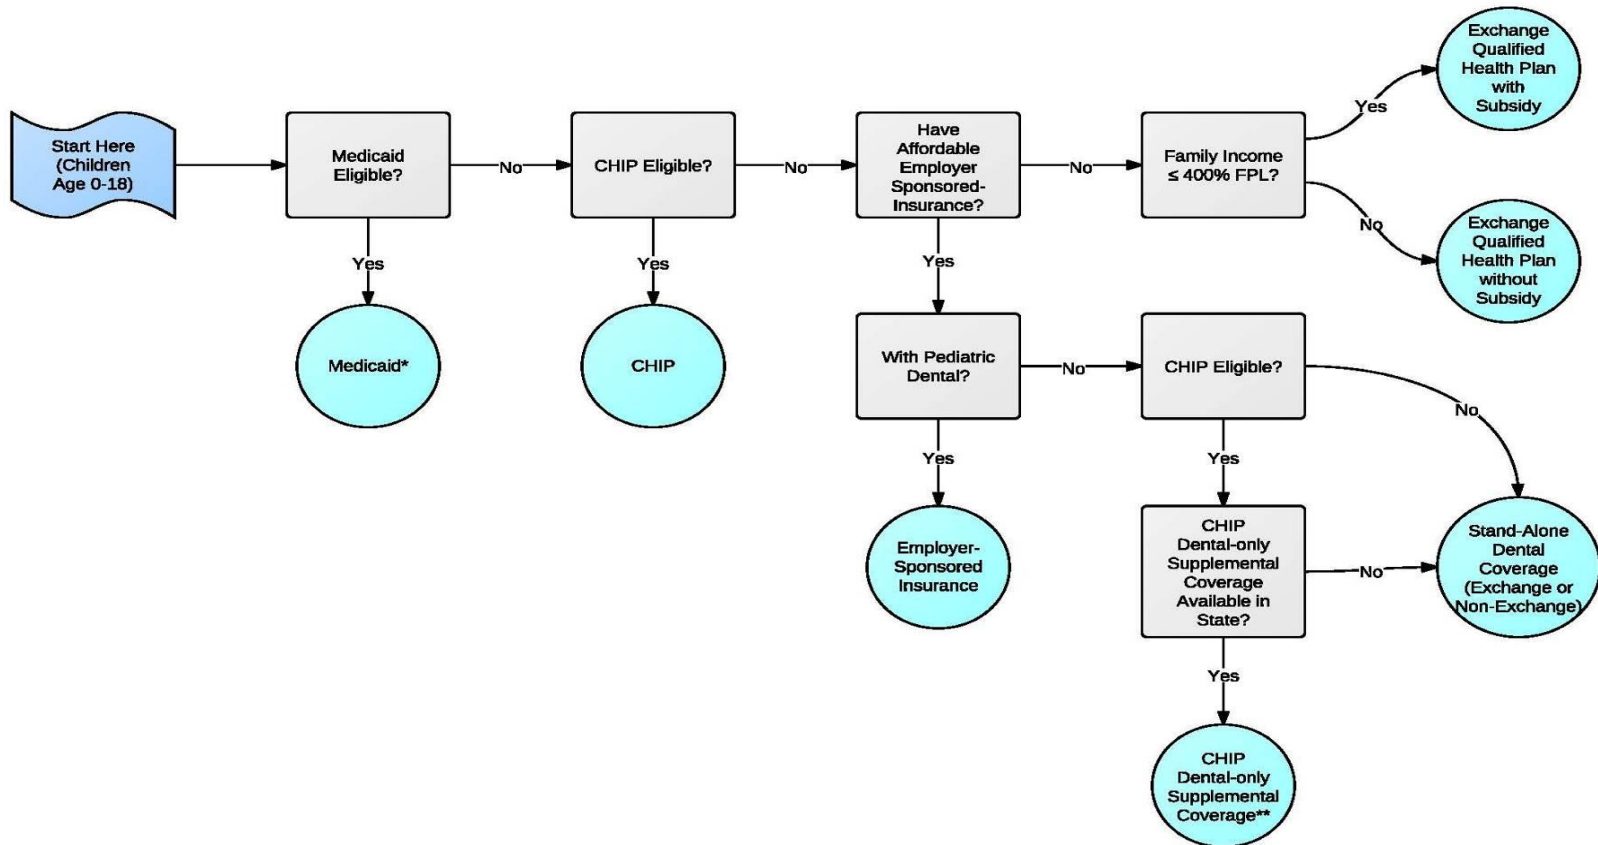 Start Here
(Children
Age 0-18)
Medicaid
Eligible?
No
CHIP Eligible?
No
Have
Affordable
Employer
Sponsored-
Insurance?
No
Family Income
≤ 400% FPL?
Yes
Exchange
Qualified
Health Plan
with
Subsidy
No
Exchange
Qualified
Health Plan
without
Subsidy
Yes
Medicaid*
Yes
CHIP
Yes
With Pediatric
Dental?
No
CHIP Eligible?
No
Yes
Employer-
Sponsored
Insurance
Yes
CHIP
Dental-only
Supplemental
Coverage
Available in
State?
No
Stand-Alone
Dental
Coverage
(Exchange or
Non-Exchange)
Yes
CHIP
Dental-only
Supplemental
Coverage**